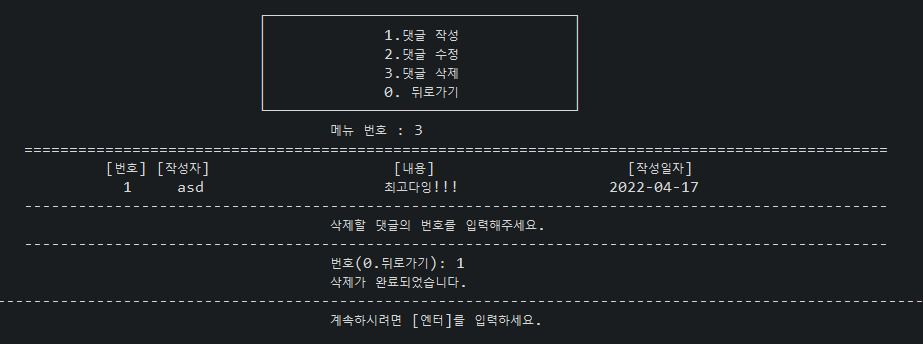 1.댓글 작성
2.댓글 수정
3.댓글 삭제
0. 뒤로가기
메뉴 번호 : 3
================================================================================================
[번호] [작성자] [내용] [작성일자]
1 asd 최고다잉!!! 2022-04-17
------------------------------------------------------------------------------------------------
삭제할 댓글의 번호를 입력해주세요.
------------------------------------------------------------------------------------------------
번호(0.뒤로가기): 1
삭제가 완료되었습니다.
------------------------------------------------------------------------------------------------------
계속하시려면 [엔터]를 입력하세요.